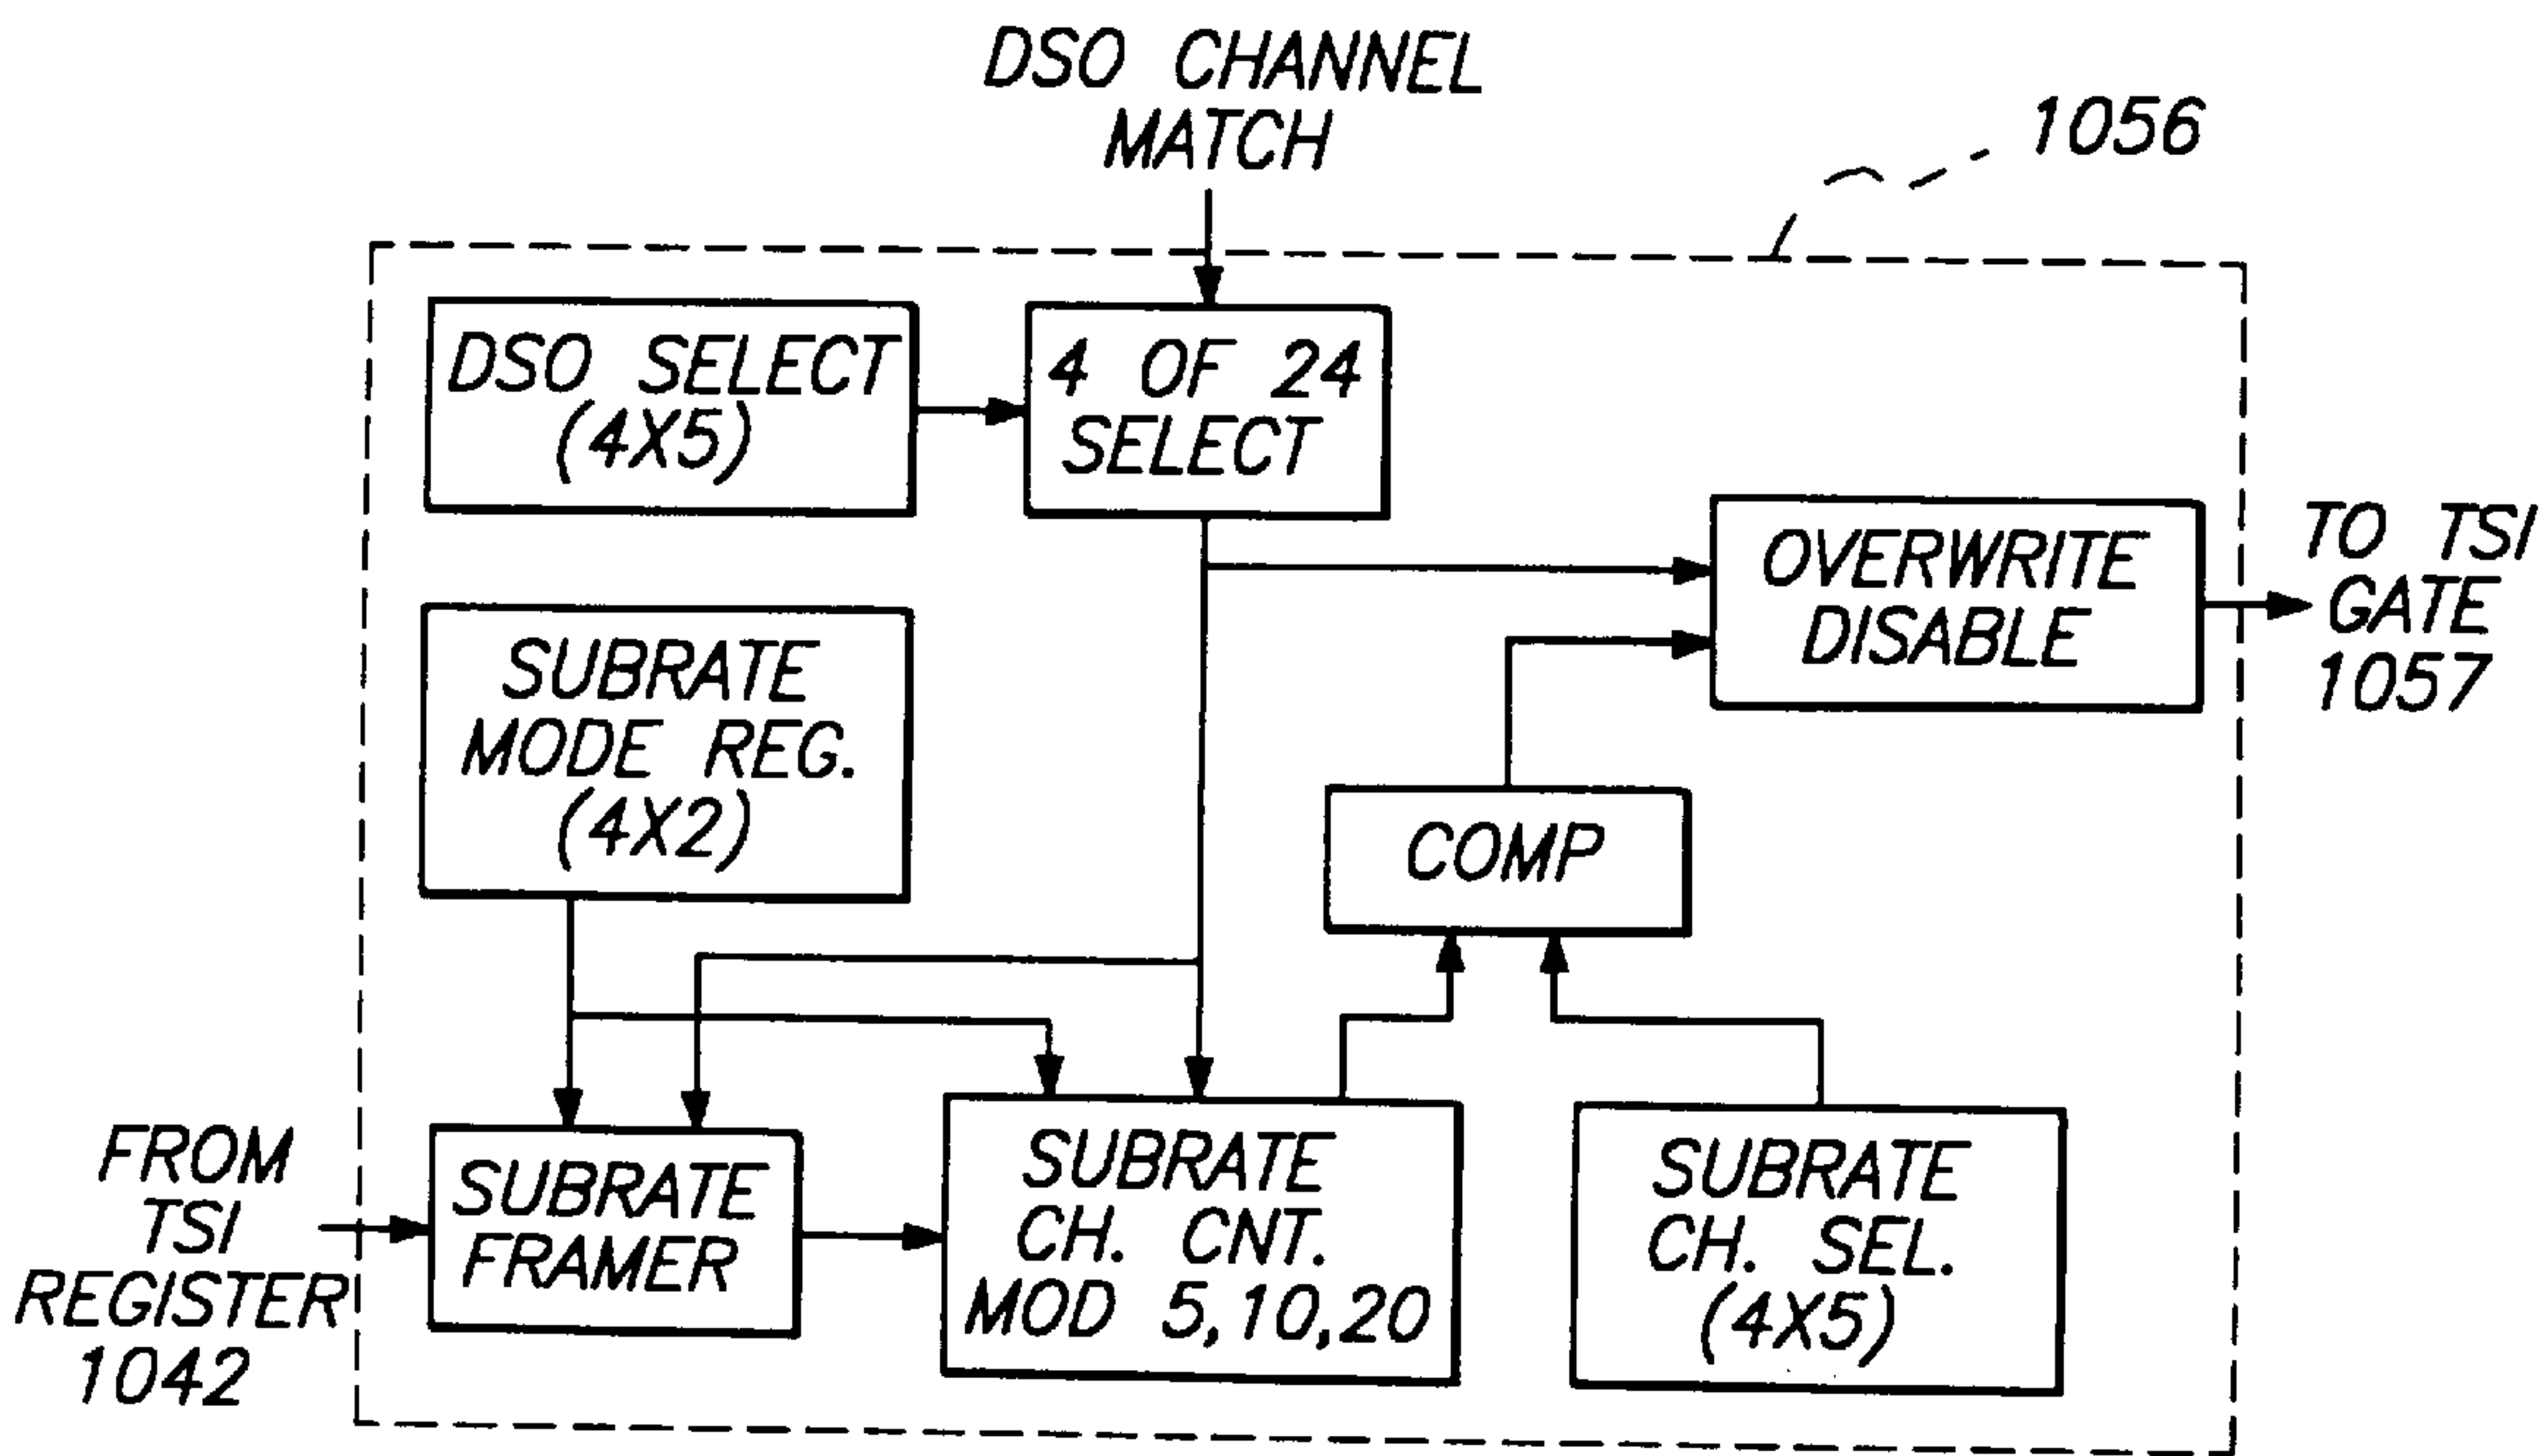 DSO CHANNEL
MATCH
1056
DSO SELECT
(4X5)
4 OF 24
SELECT
OVERWRITE
DISABLE
TO TSI
GATE
1057
SUBRATE
MODE REG.
(4X2)
COMP
FROM
TSI
REGISTER
1042
SUBRATE
FRAMER
SUBRATE
CH. CNT.
MOD 5,10,20
SUBRATE
CH. SEL.
(4X5)